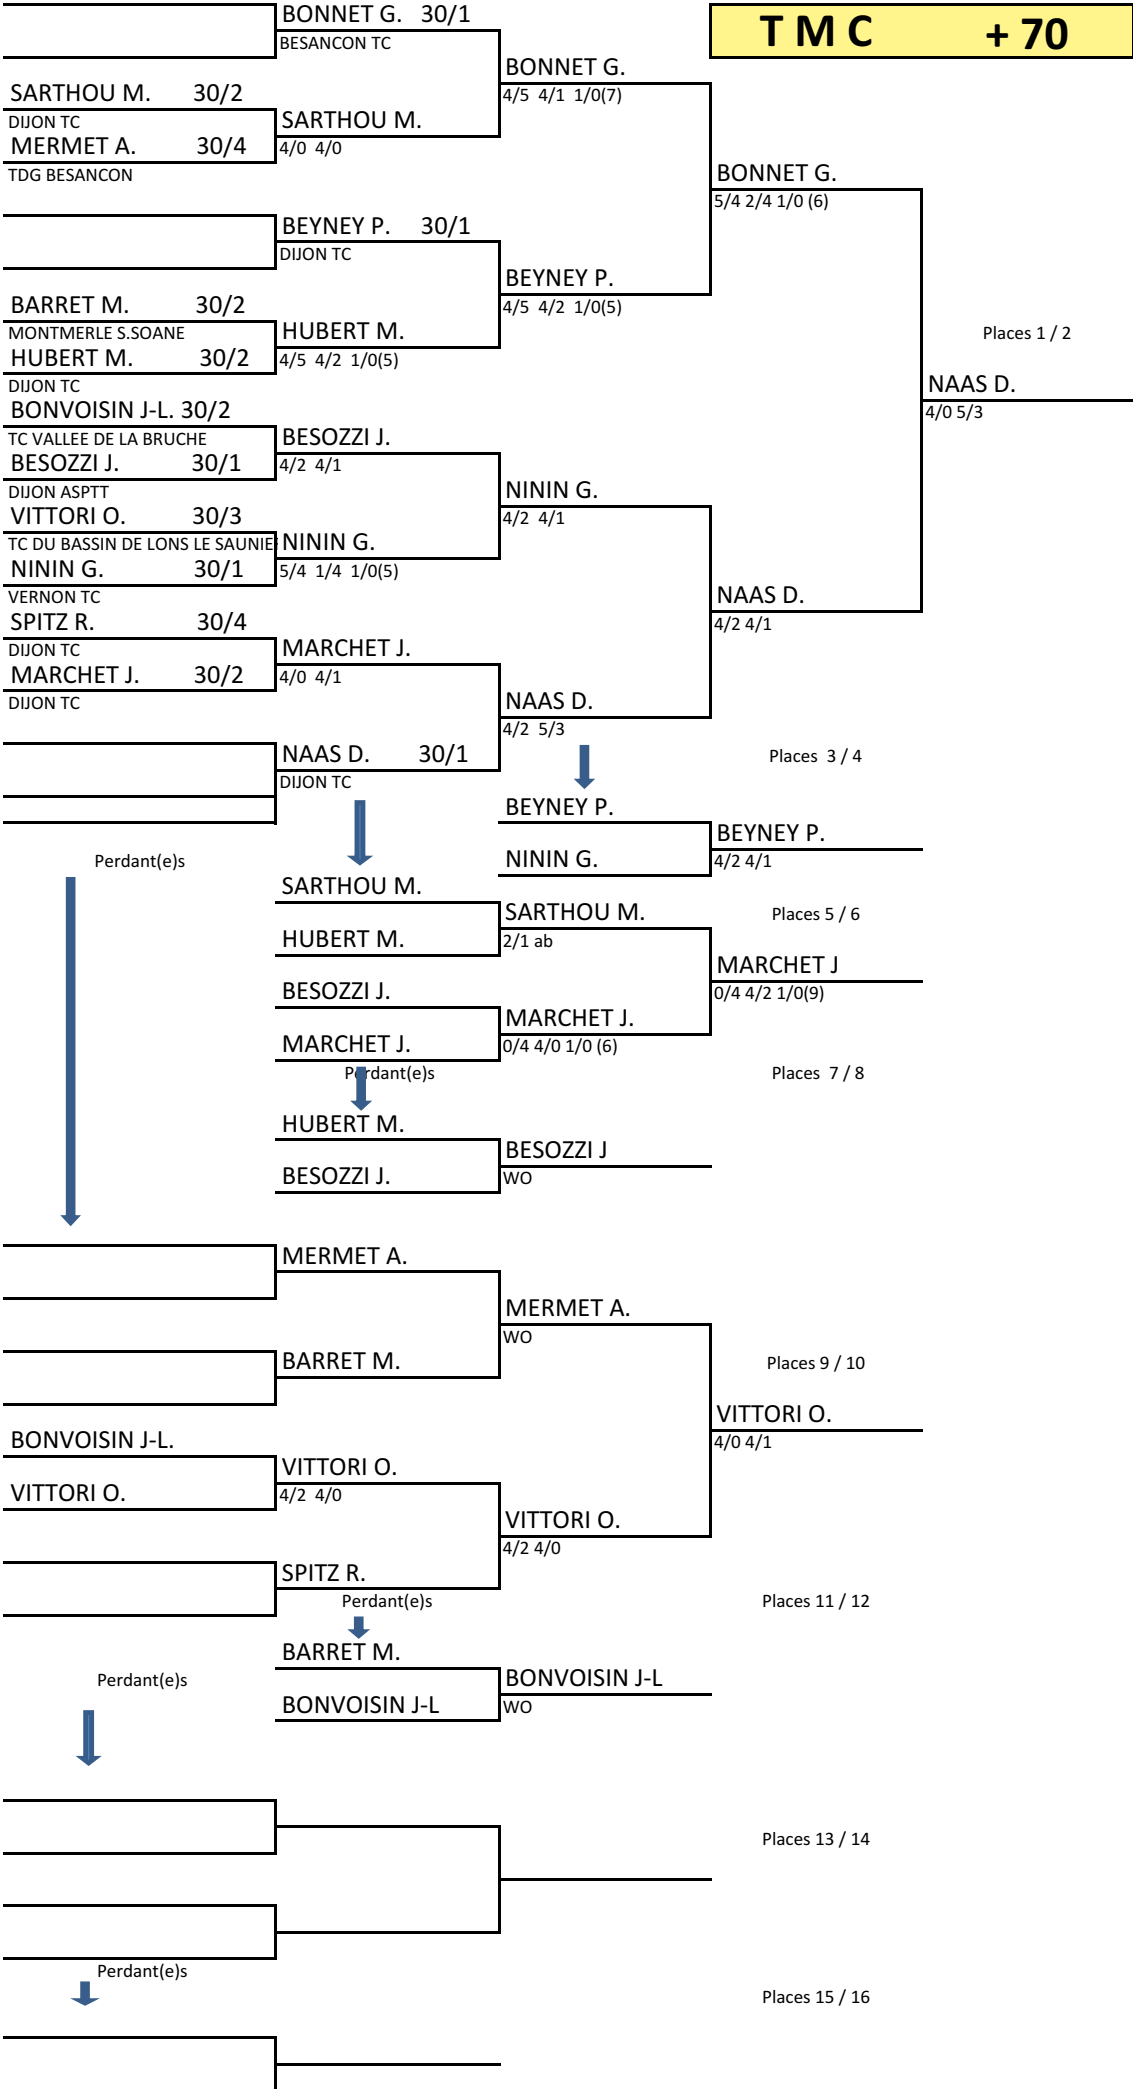 BONNET G. 30/1
T M C + 70
BESANCON TC
BONNET G.
SARTHOU M. 30/2
4/5 4/1 1/0(7)
DIJON TC
SARTHOU M.
MERMET A. 30/4
4/0 4/0
TDG BESANCON
BONNET G.
5/4 2/4 1/0 (6)
BEYNEY P. 30/1
DIJON TC
BEYNEY P.
BARRET M. 30/2
4/5 4/2 1/0(5)
MONTMERLE S.SOANE
HUBERT M.
Places 1 / 2
HUBERT M. 30/2
4/5 4/2 1/0(5)
DIJON TC
NAAS D.
BONVOISIN J-L. 30/2
4/0 5/3
TC VALLEE DE LA BRUCHE
BESOZZI J.
BESOZZI J. 30/1
4/2 4/1
DIJON ASPTT
NININ G.
VITTORI O. 30/3
4/2 4/1
TC DU BASSIN DE LONS LE SAUNIE
NININ G.
NININ G. 30/1
5/4 1/4 1/0(5)
VERNON TC
NAAS D.
SPITZ R. 30/4
4/2 4/1
DIJON TC
MARCHET J.
MARCHET J. 30/2
4/0 4/1
DIJON TC
NAAS D.
4/2 5/3
NAAS D. 30/1
Places 3 / 4
DIJON TC
BEYNEY P.
BEYNEY P.
Perdant(e)s
NININ G.
4/2 4/1
SARTHOU M.
SARTHOU M.
Places 5 / 6
HUBERT M.
2/1 ab
MARCHET J
BESOZZI J.
0/4 4/2 1/0(9)
MARCHET J.
MARCHET J.
0/4 4/0 1/0 (6)
Perdant(e)s
Places 7 / 8
HUBERT M.
BESOZZI J
BESOZZI J.
WO
MERMET A.
MERMET A.
WO
BARRET M.
Places 9 / 10
VITTORI O.
BONVOISIN J-L.
4/0 4/1
VITTORI O.
VITTORI O.
4/2 4/0
VITTORI O.
4/2 4/0
SPITZ R.
Perdant(e)s
Places 11 / 12
BARRET M.
Perdant(e)s
BONVOISIN J-L
BONVOISIN J-L
WO
Places 13 / 14
Perdant(e)s
Places 15 / 16